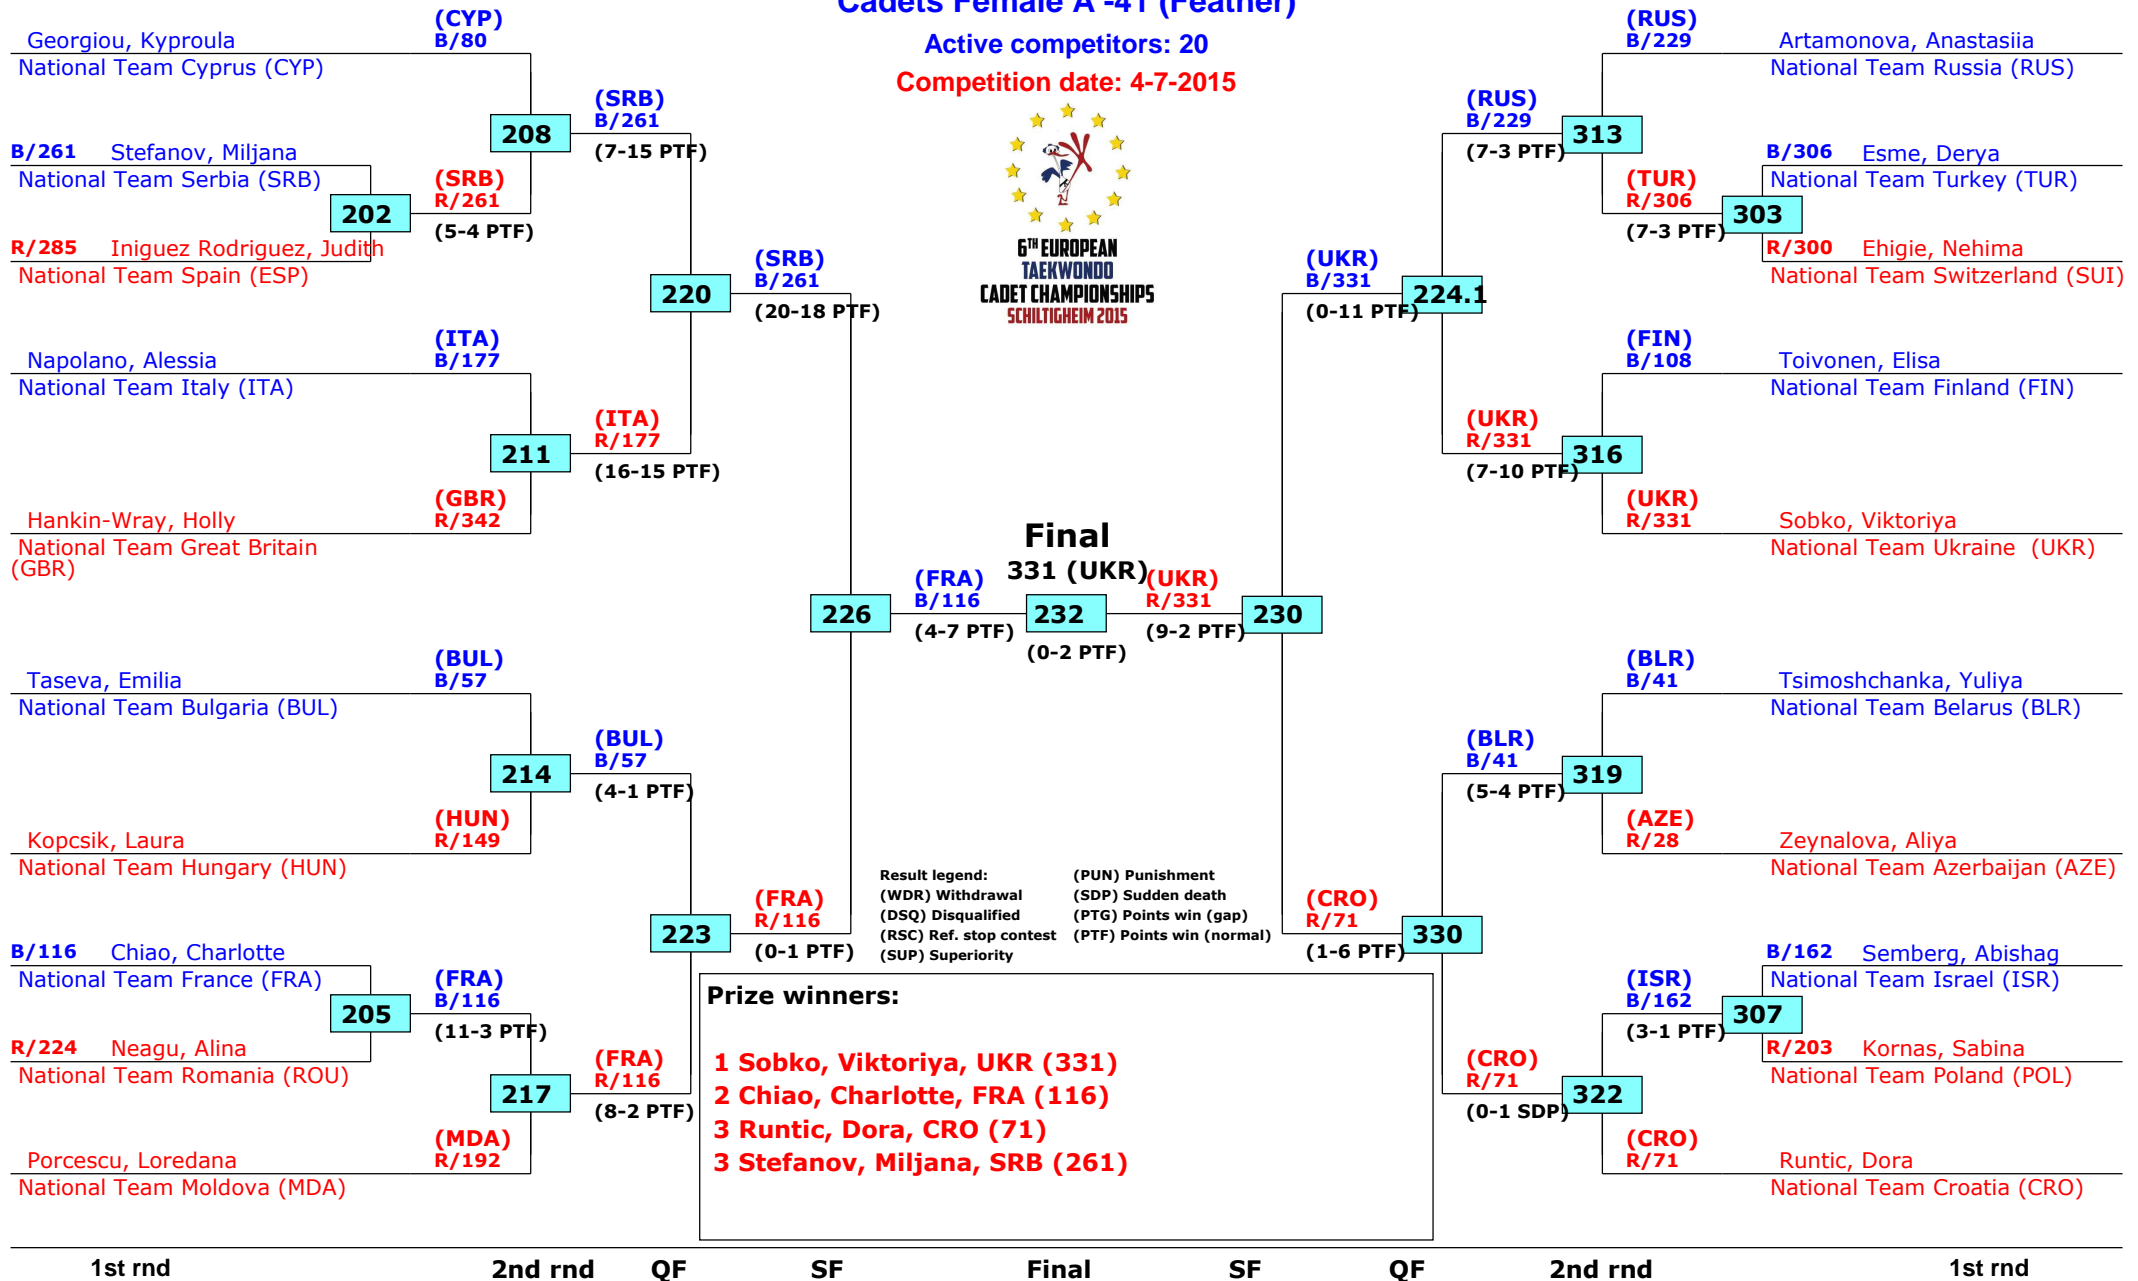 Cadets Female A -41 (Feather)
Active competitors: 20
Competition date: 4-7-2015
6TH EUROPEAN
TAEKWONDO
CADET CHAMPIONSHIPS
SCHILTIGHEIM 2015
Georgiou, Kyproula
National Team Cyprus (CYP)
(CYP)
B/80
B/261 Stefanov, Miljana
National Team Serbia (SRB)
R/285 Iniguez Rodriguez, Judith
National Team Spain (ESP)
202
(SRB)
R/261
(5-4 PTF)
208
(SRB)
B/261
(7-15 PTF)
Napolano, Alessia
National Team Italy (ITA)
(ITA)
B/177
Hankin-Wray, Holly
National Team Great Britain
(GBR)
(GBR)
R/342
211
(ITA)
R/177
(16-15 PTF)
220
(SRB)
B/261
(20-18 PTF)
Taseva, Emilia
National Team Bulgaria (BUL)
(BUL)
B/57
Kopcsik, Laura
National Team Hungary (HUN)
(HUN)
R/149
214
(BUL)
B/57
(4-1 PTF)
B/116 Chiao, Charlotte
National Team France (FRA)
R/224 Neagu, Alina
National Team Romania (ROU)
205
(FRA)
B/116
(11-3 PTF)
Porcescu, Loredana
National Team Moldova (MDA)
(MDA)
R/192
217
(FRA)
R/116
(8-2 PTF)
223
(FRA)
R/116
(0-1 PTF)
226
(FRA)
B/116
(4-7 PTF)
Final
331 (UKR)
232
(0-2 PTF)
(UKR)
R/331
(9-2 PTF)
230
(UKR)
B/331
(0-11 PTF)
224.1
(RUS)
B/229
(7-3 PTF)
313
(RUS)
B/229
Artamonova, Anastasiia
National Team Russia (RUS)
(TUR)
R/306
(7-3 PTF)
303
B/306 Esme, Derya
National Team Turkey (TUR)
R/300 Ehigie, Nehima
National Team Switzerland (SUI)
(UKR)
R/331
(7-10 PTF)
316
(FIN)
B/108
Toivonen, Elisa
National Team Finland (FIN)
(UKR)
R/331
Sobko, Viktoriya
National Team Ukraine (UKR)
(CRO)
R/71
(1-6 PTF)
330
(BLR)
B/41
(5-4 PTF)
319
(BLR)
B/41
Tsimoshchanka, Yuliya
National Team Belarus (BLR)
(AZE)
R/28
Zeynalova, Aliya
National Team Azerbaijan (AZE)
(CRO)
R/71
(0-1 SDP)
322
(ISR)
B/162
(3-1 PTF)
307
B/162 Semberg, Abishag
National Team Israel (ISR)
R/203 Kornas, Sabina
National Team Poland (POL)
(CRO)
R/71
Runtic, Dora
National Team Croatia (CRO)
Result legend: (PUN) Punishment
(WDR) Withdrawal (SDP) Sudden death
(DSQ) Disqualified (PTG) Points win (gap)
(RSC) Ref. stop contest (PTF) Points win (normal)
(SUP) Superiority
Prize winners:
1 Sobko, Viktoriya, UKR (331)
2 Chiao, Charlotte, FRA (116)
3 Runtic, Dora, CRO (71)
3 Stefanov, Miljana, SRB (261)
1st rnd 2nd rnd QF SF Final SF QF 2nd rnd 1st rnd